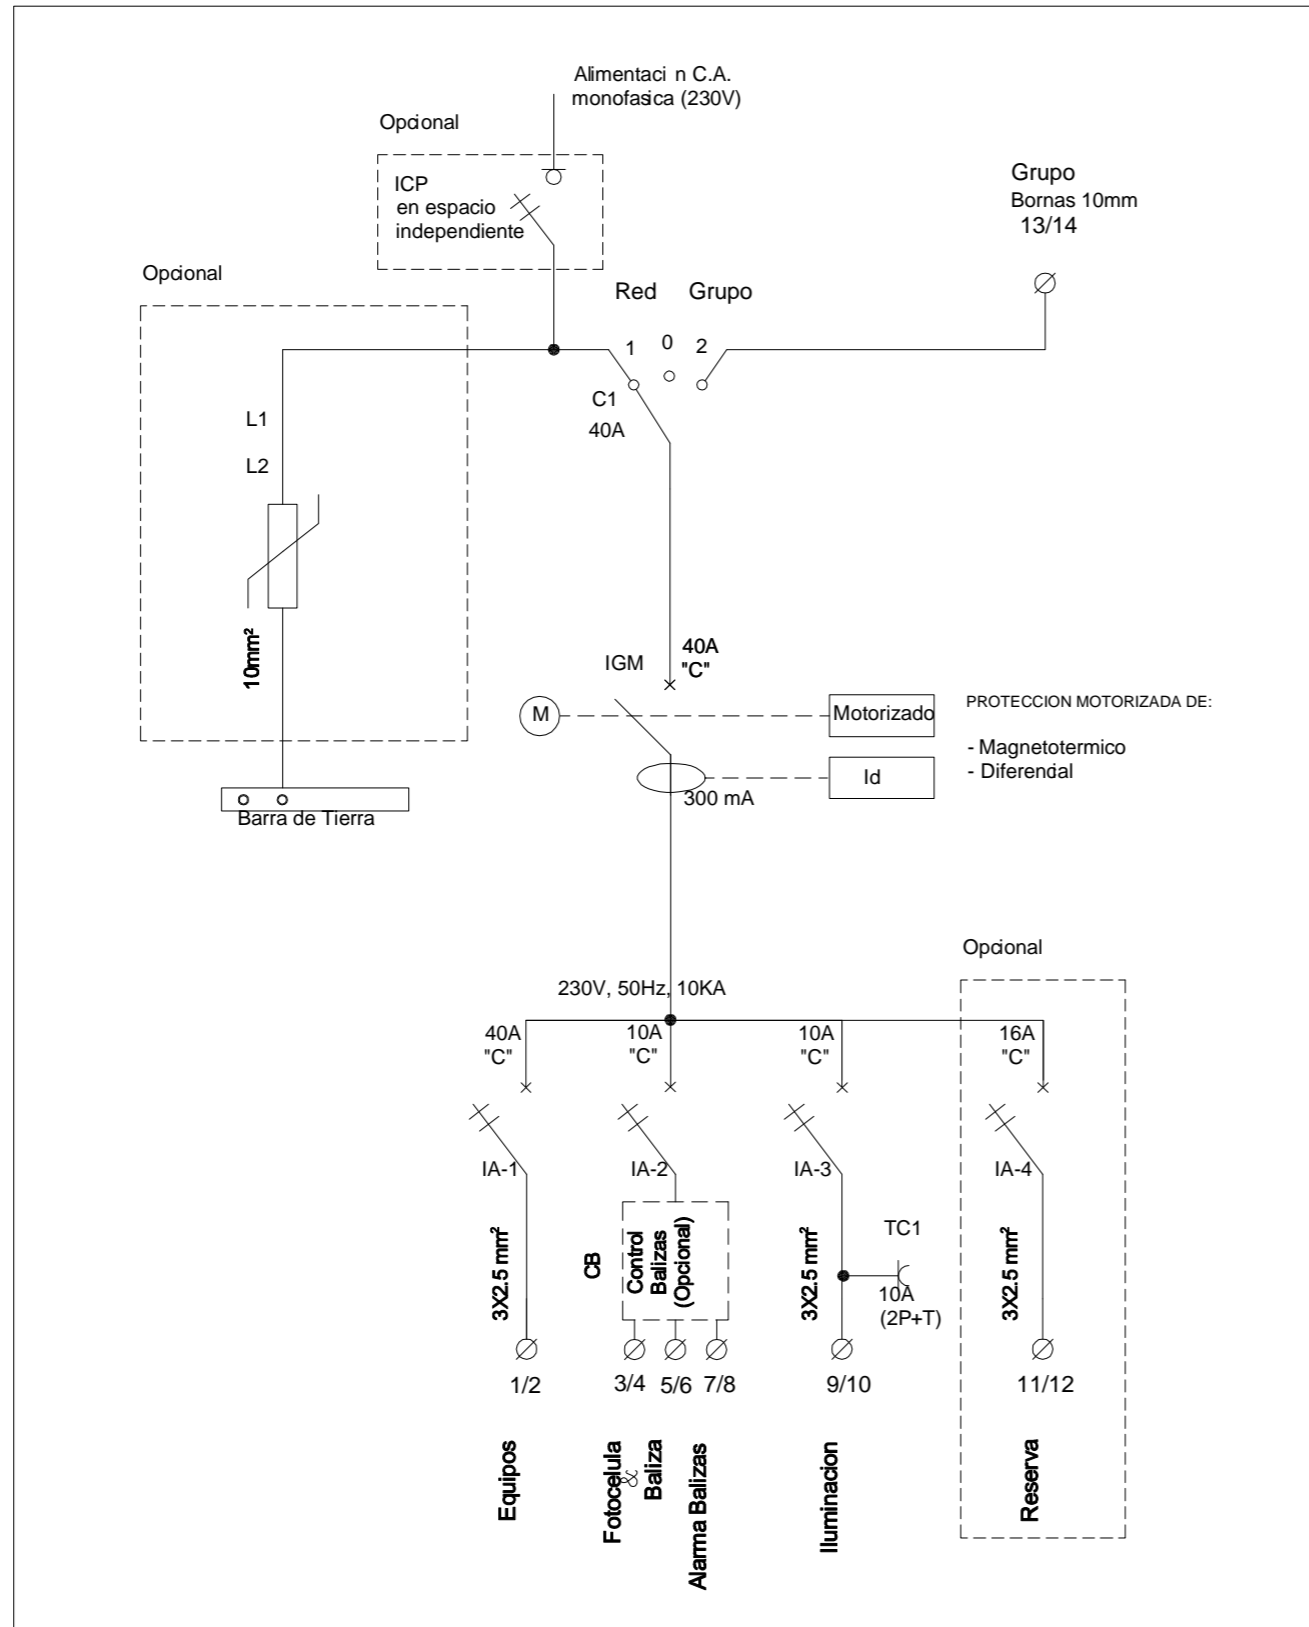 Alimentaci n C.A.
monofasica (230V)
Opcional
ICP
en espacio
independiente
Grupo
Bornas 10mm
13/14
Opcional
Red Grupo
1 0 2
C1
40A
L1
L2
10mm²
40A
"C"
IGM
M
Motorizado
PROTECCION MOTORIZADA DE:
- Magnetotermico
- Diferencial
Id
300 mA
Barra de Tierra
Opcional
230V, 50Hz, 10KA
40A
"C"
10A
"C"
10A
"C"
16A
"C"
IA-1
IA-2
IA-3
IA-4
3X2.5 mm²
CB
Control
Balizas
(Opcional)
3X2.5 mm²
TC1
10A
(2P+T)
3X2.5 mm²
1/2
3/4
5/6
7/8
9/10
11/12
Equipos
Fotocelula
&
Baliza
Alarma Balizas
Iluminacion
Reserva